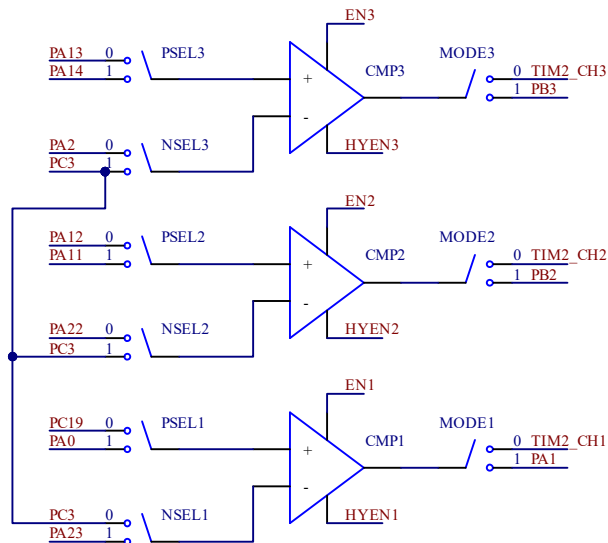 EN3
PA13 0 PSEL3 MODE3
PA14 1 CMP3 0 TIM2_CH3
+ 1 PB3
-
PA2 0 NSEL3 HYEN3
PC3 1
EN2
PA12 0 PSEL2 MODE2
PA11 1 CMP2 0 TIM2_CH2
+ 1 PB2
-
PA22 0 NSEL2 HYEN2
PC3 1
EN1
PC19 0 PSEL1 MODE1
PA0 1 CMP1 0 TIM2_CH1
+ 1 PA1
-
PC3 0 NSEL1 HYEN1
PA23 1